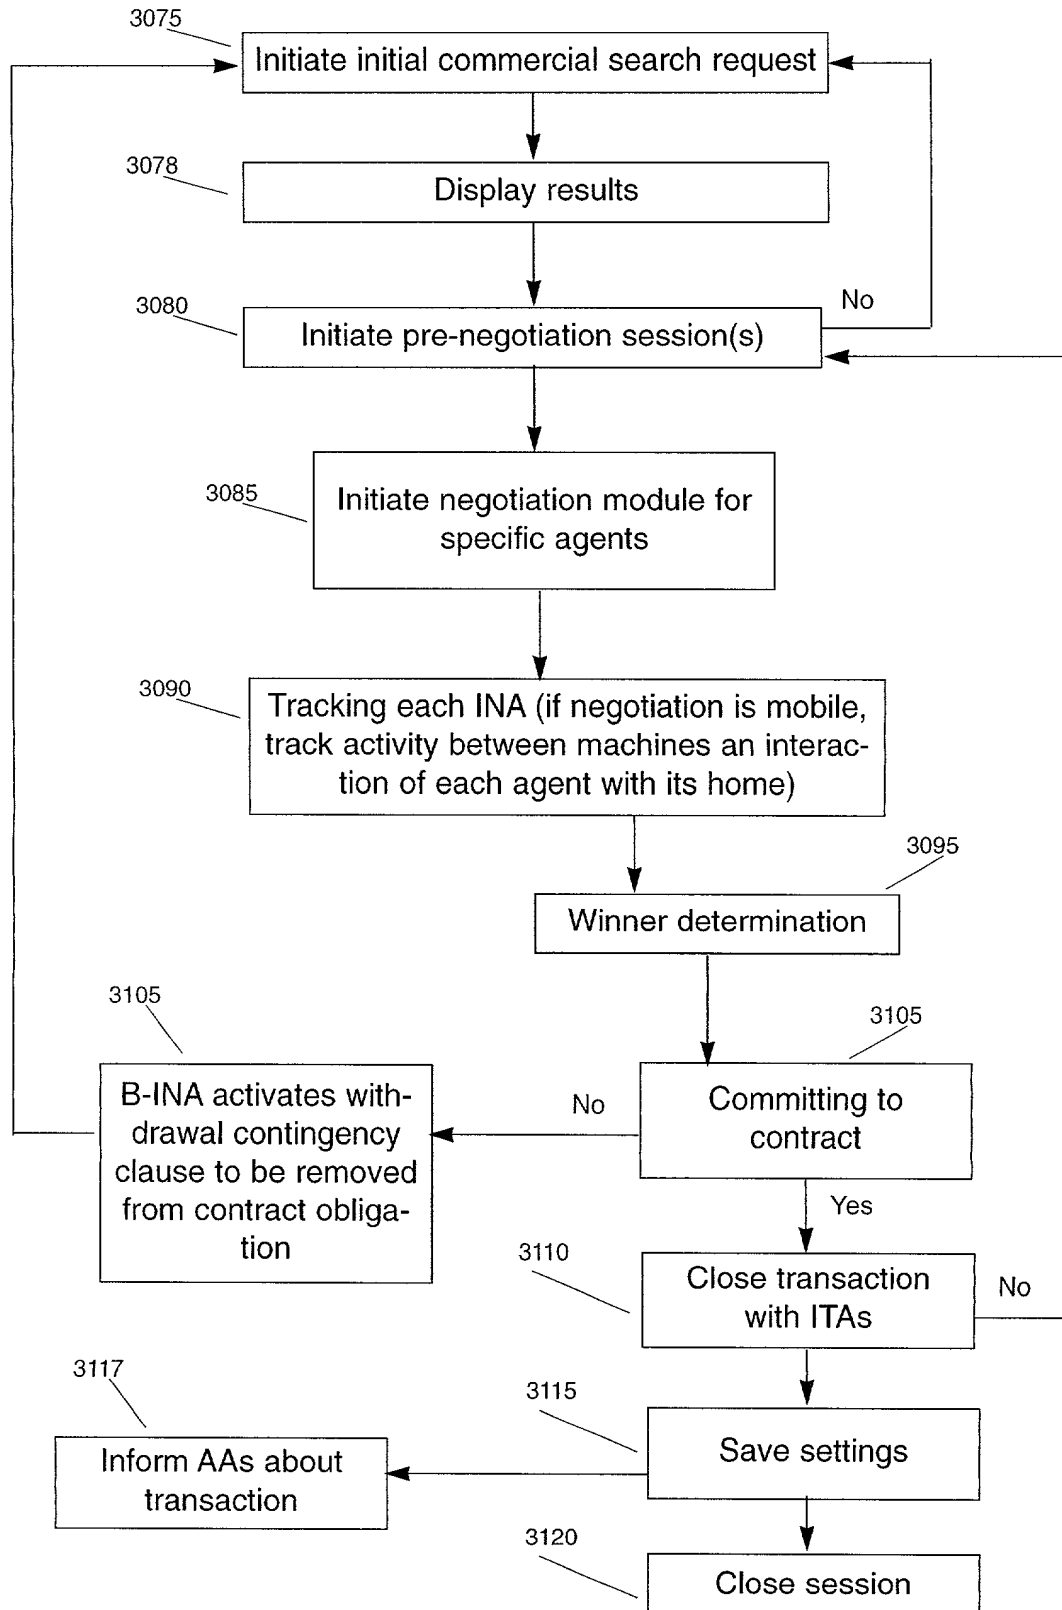 3075
Initiate initial commercial search request
3078
Display results
3080
No
Initiate pre-negotiation session(s)
3085
Initiate negotiation module for
specific agents
3090
Tracking each INA (if negotiation is mobile,
track activity between machines an interac-
tion of each agent with its home)
3095
Winner determination
3105
3105
B-INA activates with-
drawal contingency
clause to be removed
from contract obliga-
tion
No
Committing to
contract
Yes
3110
Close transaction
with ITAs
No
3117
3115
Inform AAs about
transaction
Save settings
3120
Close session